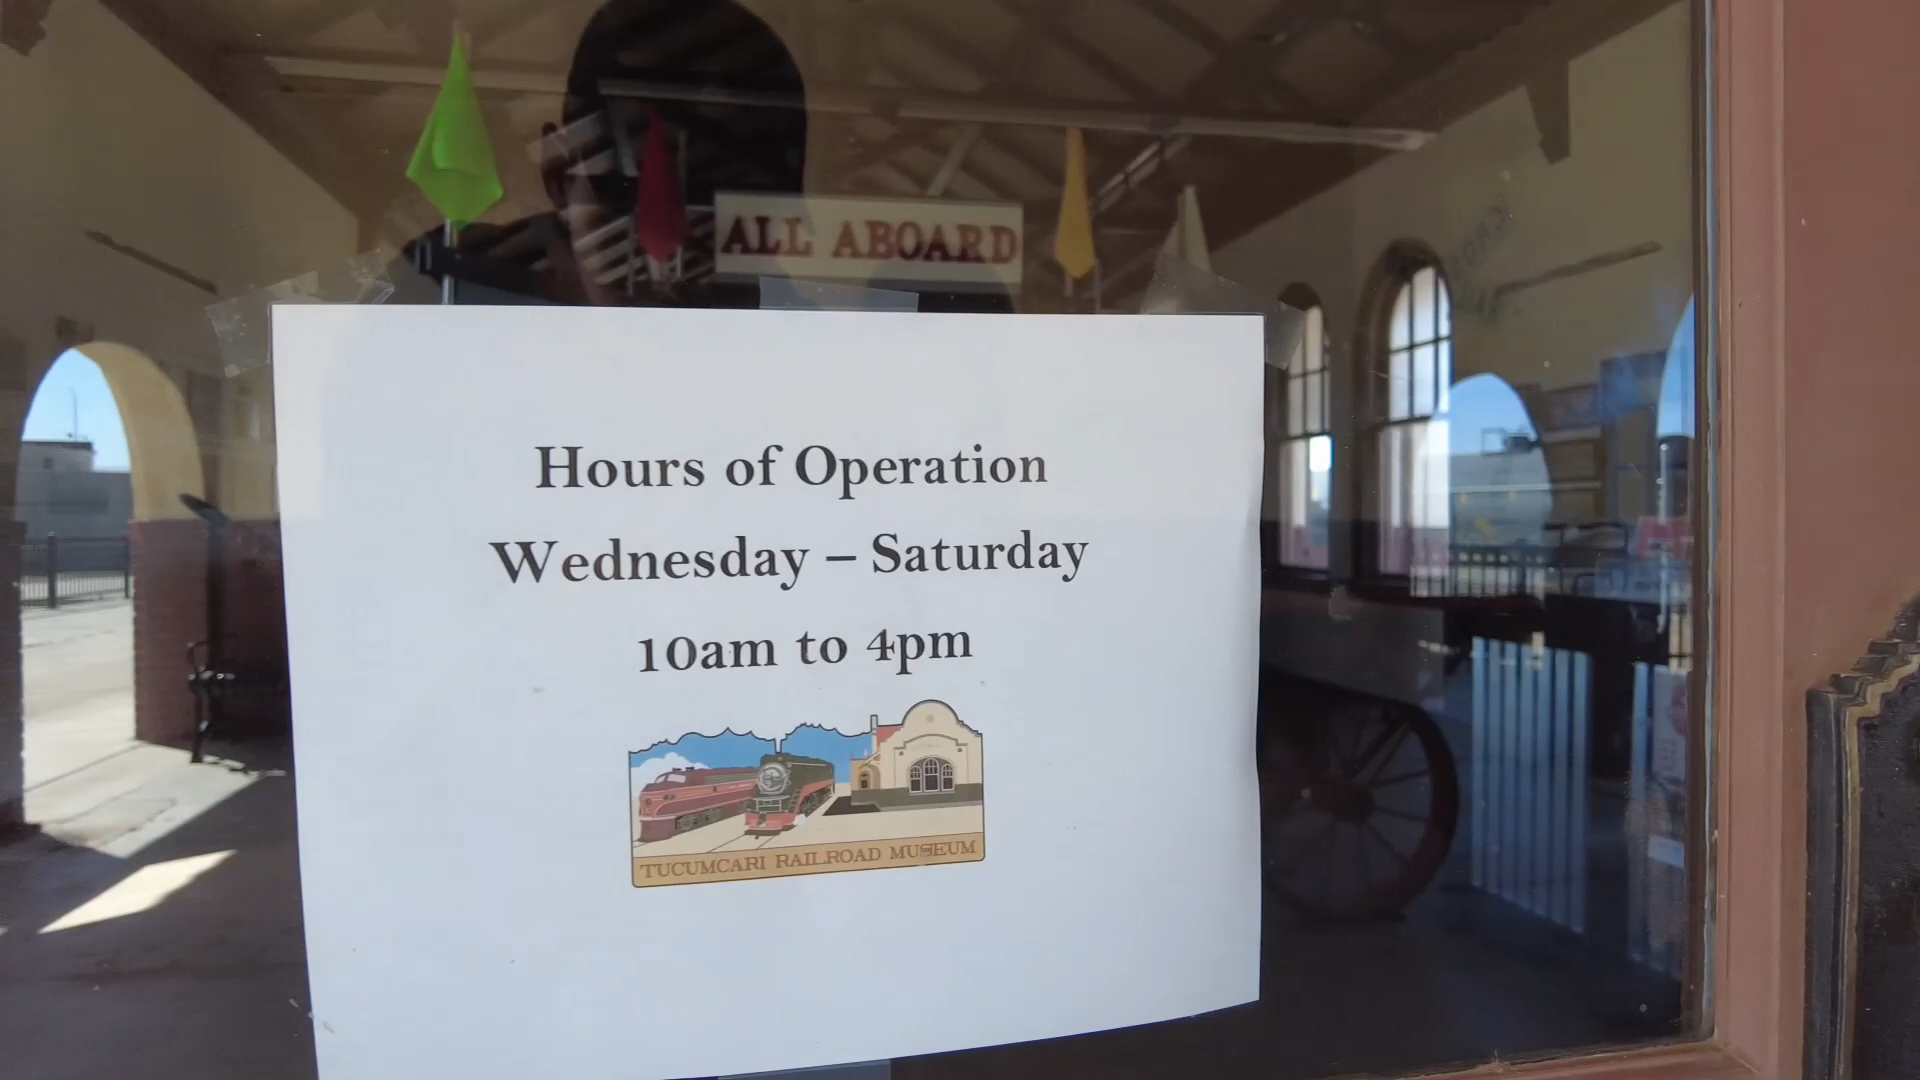 ALL ABOARD
Hours of Operation
Wednesday – Saturday
10am to 4pm
TUCUMCARI RAILROAD MUSEUM